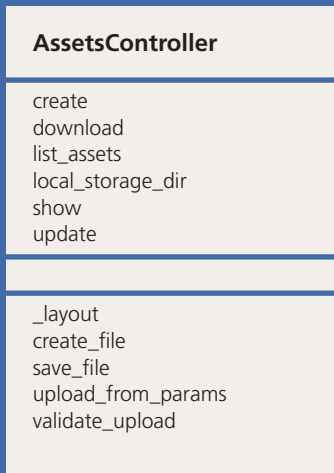 AssetsController
create
download
list_assets
local_storage_dir
show
update
_layout
create_file
save_file
upload_from_params
validate_upload